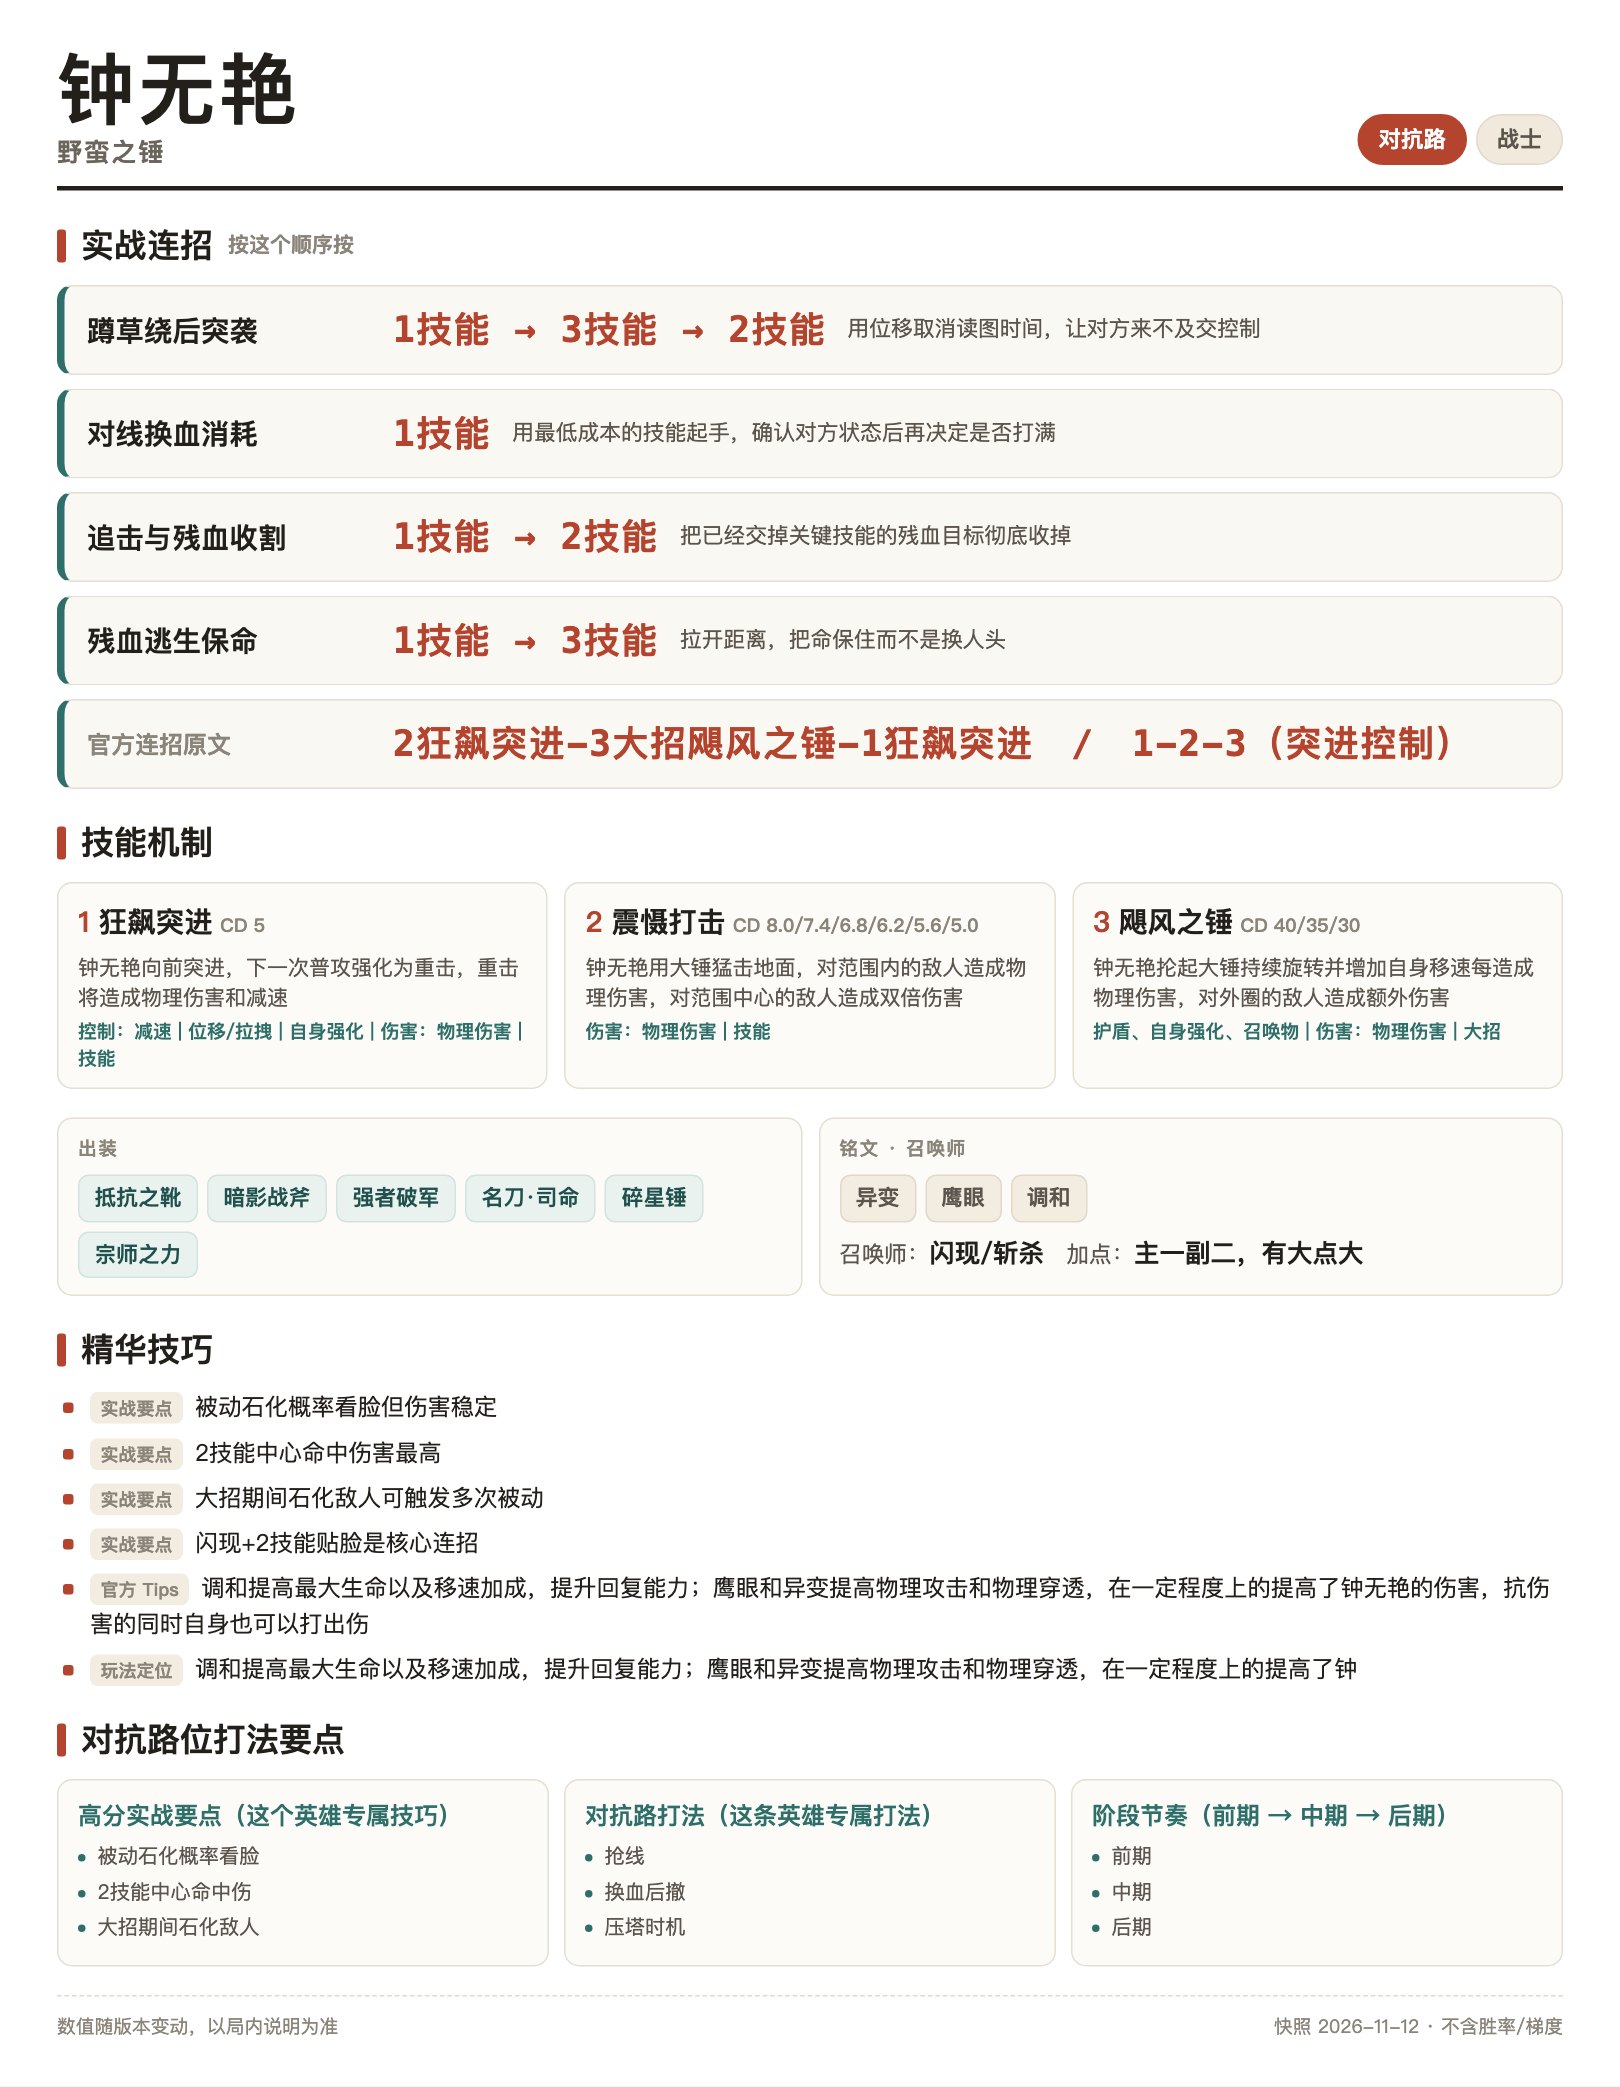 钟无艳
野蛮之锤
对抗路 战士
实战连招 按这个顺序按
蹲草绕后突袭 1技能 → 3技能 → 2技能 用位移取消读图时间，让对方来不及交控制
对线换血消耗 1技能 用最低成本的技能起手，确认对方状态后再决定是否打满
追击与残血收割 1技能 → 2技能 把已经交掉关键技能的残血目标彻底收掉
残血逃生保命 1技能 → 3技能 拉开距离，把命保住而不是换人头
官方连招原文 2狂飙突进–3大招飓风之锤–1狂飙突进 / 1–2–3（突进控制）
技能机制
1 狂飙突进 CD 5
钟无艳向前突进，下一次普攻强化为重击，重击
将造成物理伤害和减速
控制：减速 | 位移/拉拽 | 自身强化 | 伤害：物理伤害 |
技能
2 震慑打击 CD 8.0/7.4/6.8/6.2/5.6/5.0
钟无艳用大锤猛击地面，对范围内的敌人造成物
理伤害，对范围中心的敌人造成双倍伤害
伤害：物理伤害 | 技能
3 飓风之锤 CD 40/35/30
钟无艳抡起大锤持续旋转并增加自身移速每造成
物理伤害，对外圈的敌人造成额外伤害
护盾、自身强化、召唤物 | 伤害：物理伤害 | 大招
出装
抵抗之靴 暗影战斧 强者破军 名刀·司命 碎星锤
宗师之力
铭文 · 召唤师
异变 鹰眼 调和
召唤师：闪现/斩杀 加点：主一副二，有大点大
精华技巧
实战要点 被动石化概率看脸但伤害稳定
实战要点 2技能中心命中伤害最高
实战要点 大招期间石化敌人可触发多次被动
实战要点 闪现+2技能贴脸是核心连招
官方 Tips 调和提高最大生命以及移速加成，提升回复能力；鹰眼和异变提高物理攻击和物理穿透，在一定程度上的提高了钟无艳的伤害，抗伤
害的同时自身也可以打出伤
玩法定位 调和提高最大生命以及移速加成，提升回复能力；鹰眼和异变提高物理攻击和物理穿透，在一定程度上的提高了钟
对抗路位打法要点
高分实战要点（这个英雄专属技巧）
被动石化概率看脸
2技能中心命中伤
大招期间石化敌人
对抗路打法（这条英雄专属打法）
抢线
换血后撤
压塔时机
阶段节奏（前期 → 中期 → 后期）
前期
中期
后期
数值随版本变动，以局内说明为准
快照 2026–11–12 · 不含胜率/梯度